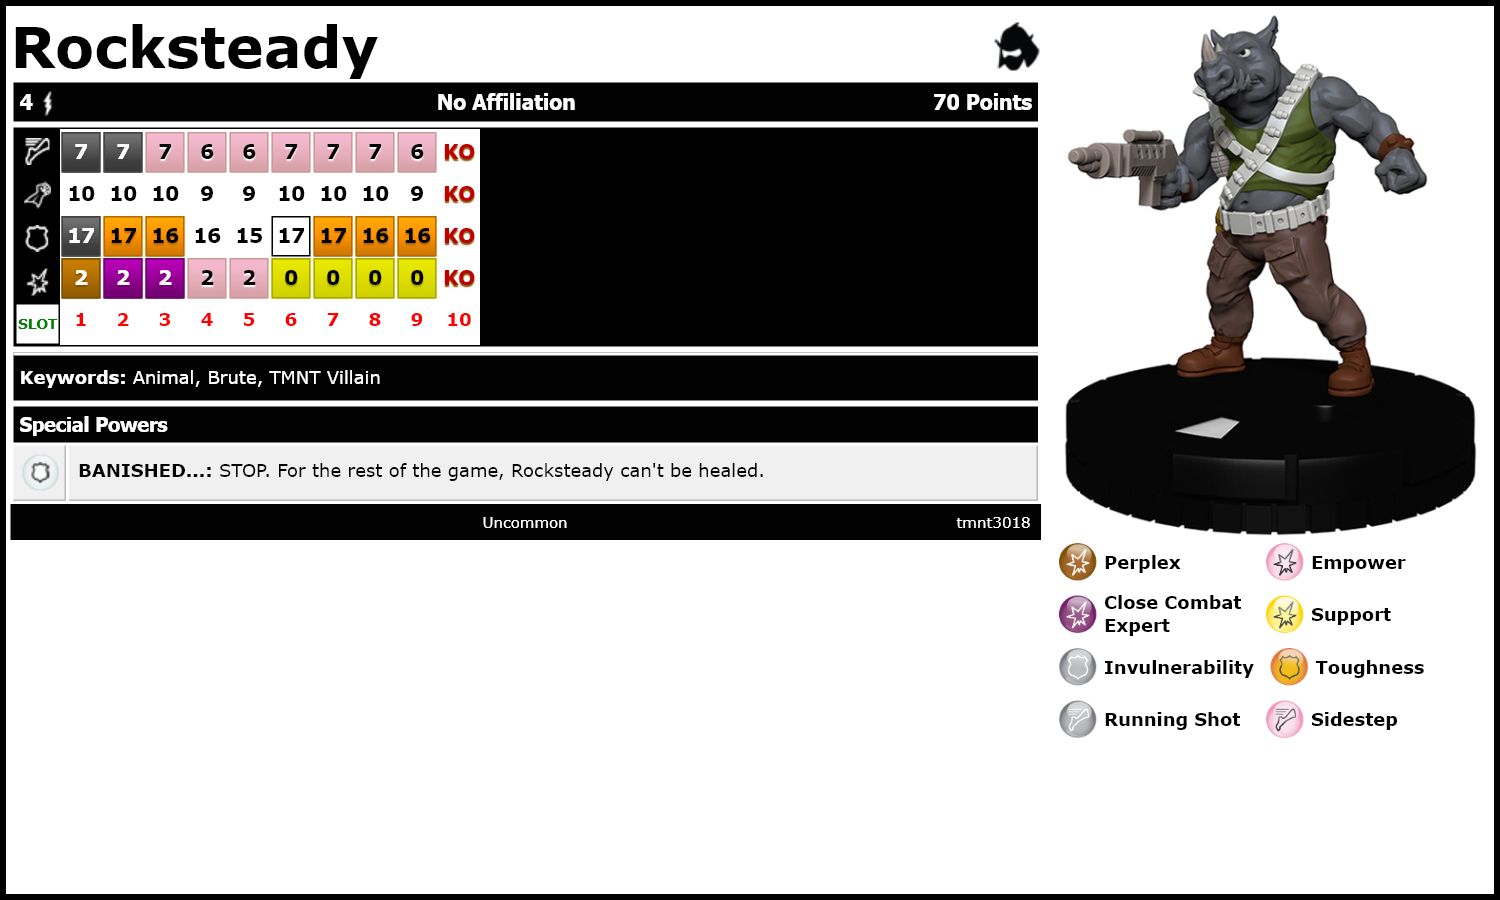 Rocksteady
4 No Affiliation 70 Points
7 7 7 6 6 7 7 7 6 KO
10 10 10 9 9 10 10 10 9 KO
17 17 16 16 15 17 17 16 16 KO
2 2 2 2 2 0 0 0 0 KO
SLOT 1 2 3 4 5 6 7 8 9 10
Keywords: Animal, Brute, TMNT Villain
Special Powers
BANISHED...: STOP. For the rest of the game, Rocksteady can't be healed.
Uncommon tmnt3018
Perplex Empower
Close Combat
Expert
Support
Invulnerability Toughness
Running Shot Sidestep